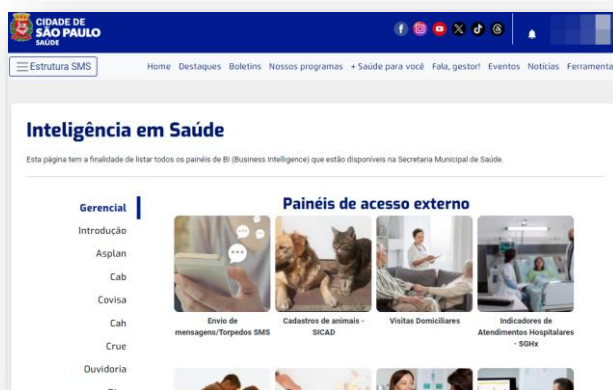 CIDADE DE
SÃO PAULO
SAÚDE
Estrutura SMS
Home Destaques Boletins Nossos programas + Saúde para você Fala, gestor! Eventos Notícias Ferramenta
Inteligência em Saúde
Esta página tem a finalidade de listar todos os painéis de BI (Business Intelligence) que estão disponíveis na Secretaria Municipal de Saúde.
Gerencial
Introdução
Asplan
Cab
Covisa
Cah
Crue
Ouvidoria
Painéis de acesso externo
Envio de
mensagens/Torpedos SMS
Cadastros de animais -
SICAD
Visitas Domiciliares
Indicadores de
Atendimentos Hospitalares
- SGHx